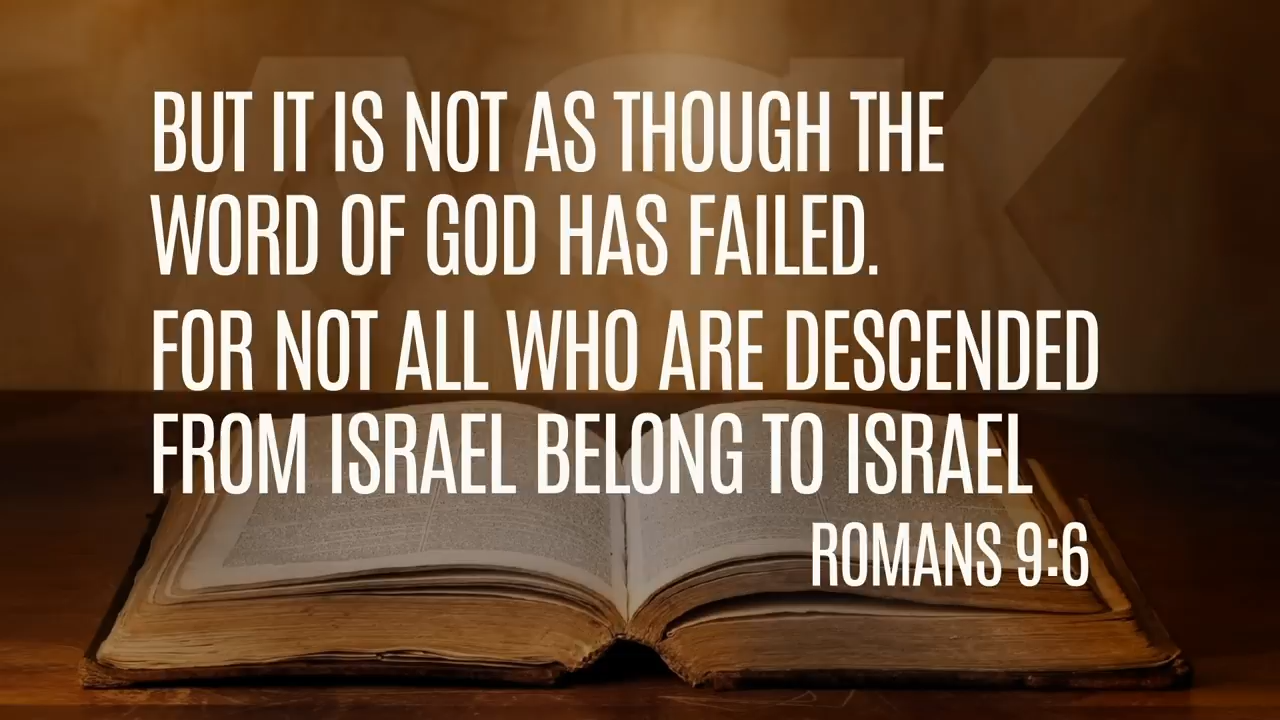 ASK
BUT IT IS NOT AS THOUGH THE
WORD OF GOD HAS FAILED.
FOR NOT ALL WHO ARE DESCENDED
FROM ISRAEL BELONG TO ISRAEL
ROMANS 9:6